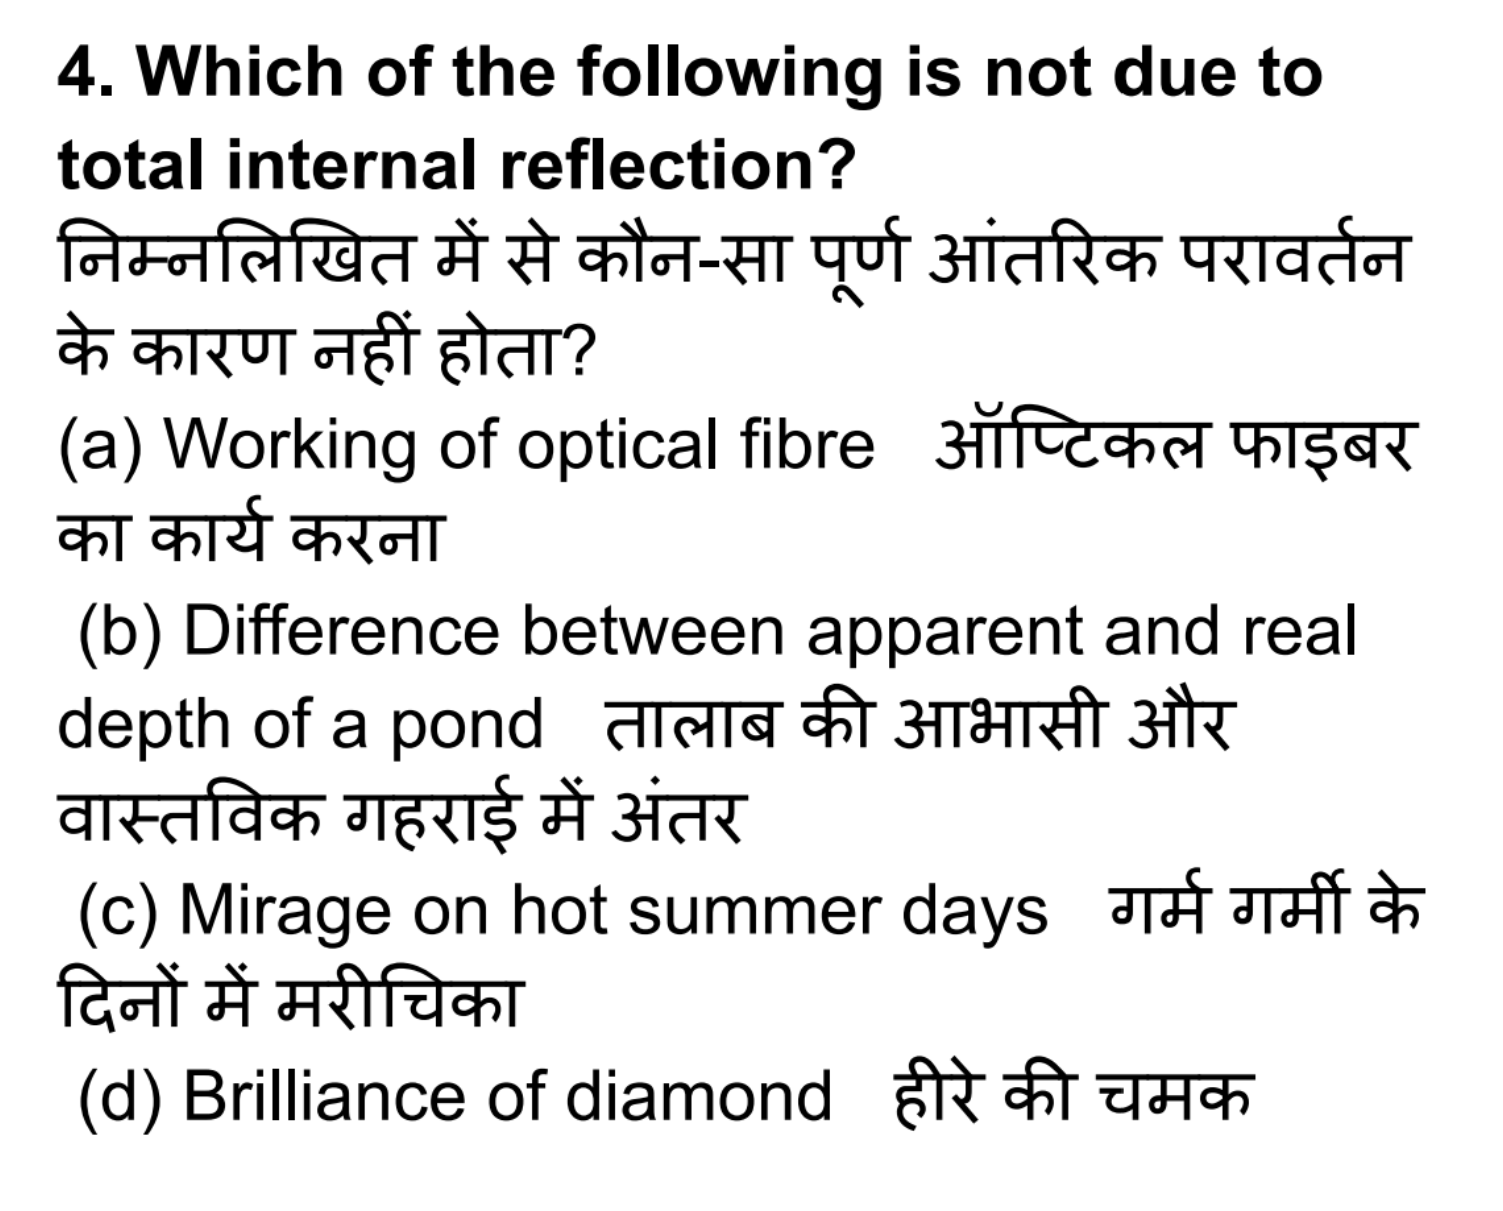 4. Which of the following is not due to
total internal reflection?
निम्नलिखित में से कौन-सा पूर्ण आंतरिक परावर्तन
के कारण नहीं होता?
(a) Working of optical fibre ऑप्टिकल फाइबर
का कार्य करना
(b) Difference between apparent and real
depth of a pond तालाब की आभासी और
वास्तविक गहराई में अंतर
(c) Mirage on hot summer days गर्म गर्मी के
दिनों में मरीचिका
(d) Brilliance of diamond हीरे की चमक